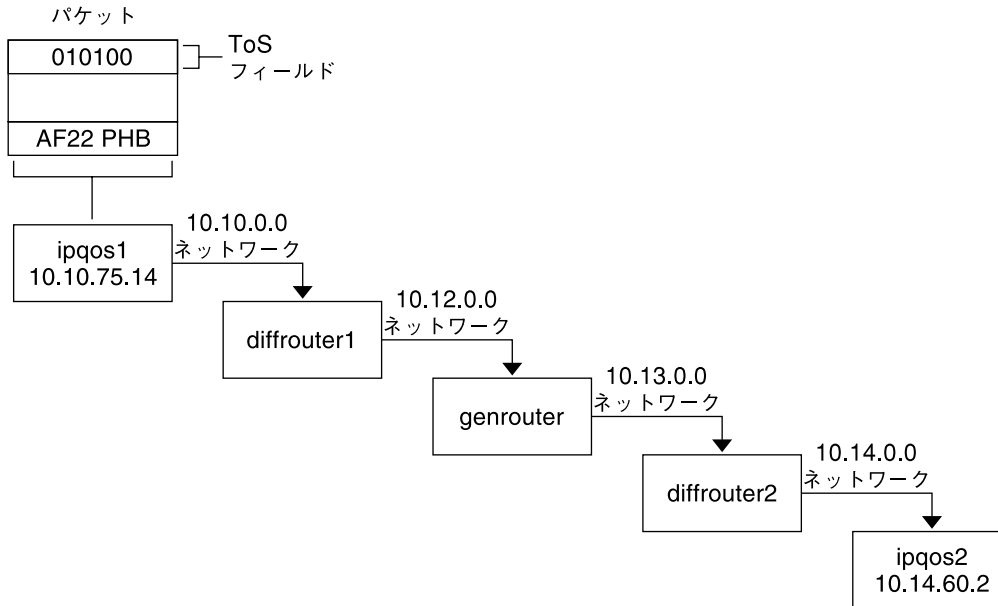 パケット
010100
ToS
フィールド
AF22 PHB
ipqos1
10.10.75.14
10.10.0.0
ネットワーク
diffrouter1
10.12.0.0
ネットワーク
genrouter
10.13.0.0
ネットワーク
diffrouter2
10.14.0.0
ネットワーク
ipqos2
10.14.60.2